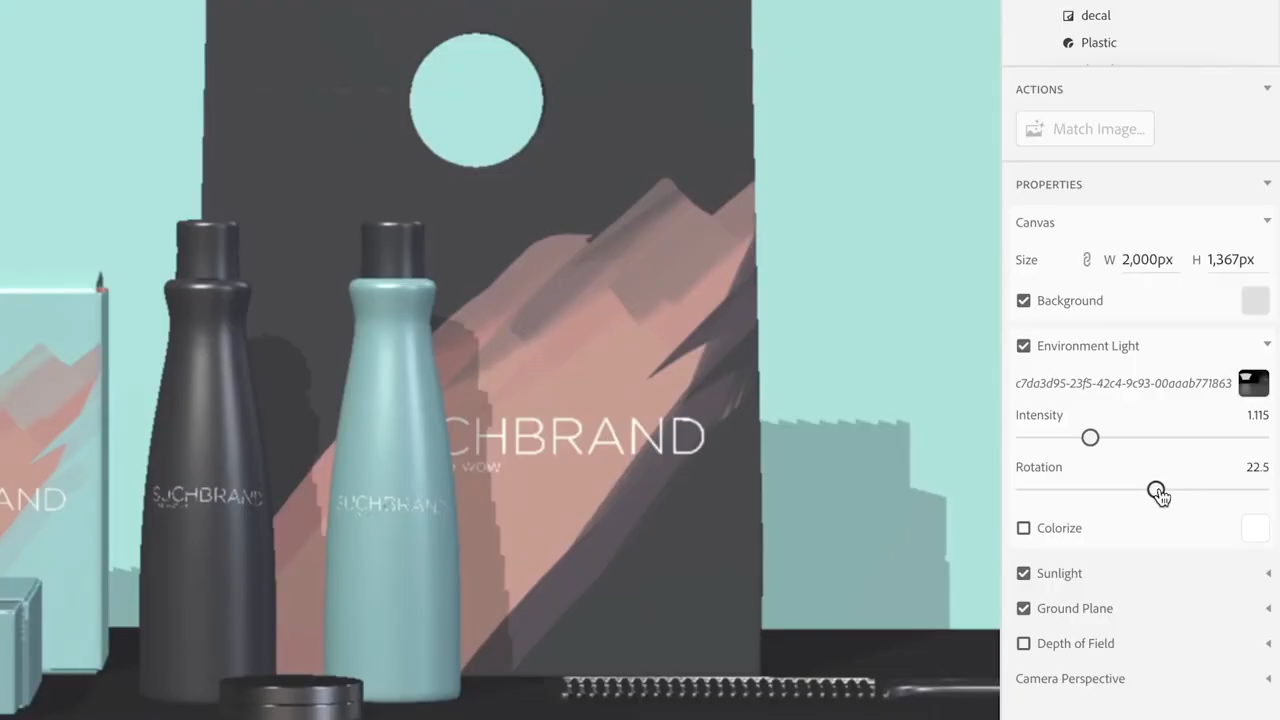 decal
Plastic
ACTIONS
Match Image...
PROPERTIES
Canvas
Size W 2,000px H 1,367px
Background
Environment Light
c7da3d95-23f5-42c4-9c93-00aaab771863
Intensity 1.115
Rotation 22.5
Colorize
Sunlight
Ground Plane
Depth of Field
Camera Perspective
CHBRAND
WOW
SUCHBRAND
SUCHBRAND
AND